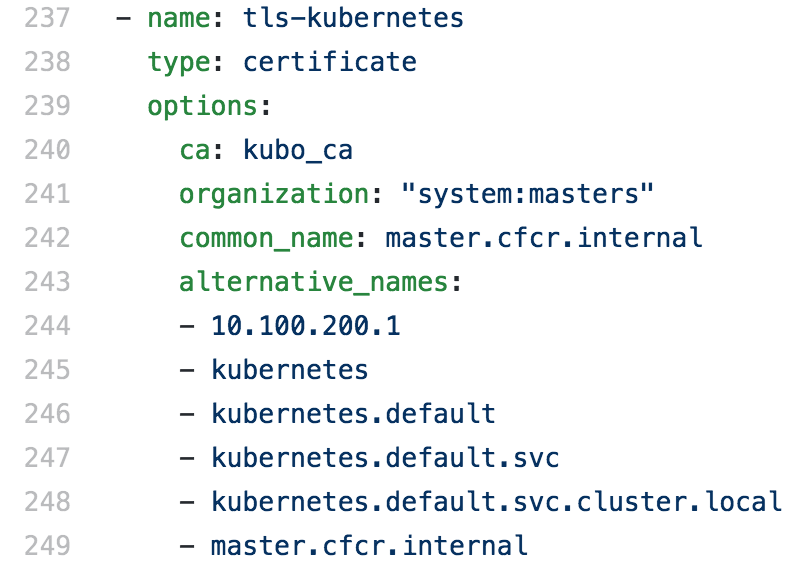 237 - name: tls-kubernetes
238 type: certificate
239 options:
240 ca: kubo_ca
241 organization: "system:masters"
242 common_name: master.cfcr.internal
243 alternative_names:
244 - 10.100.200.1
245 - kubernetes
246 - kubernetes.default
247 - kubernetes.default.svc
248 - kubernetes.default.svc.cluster.local
249 - master.cfcr.internal